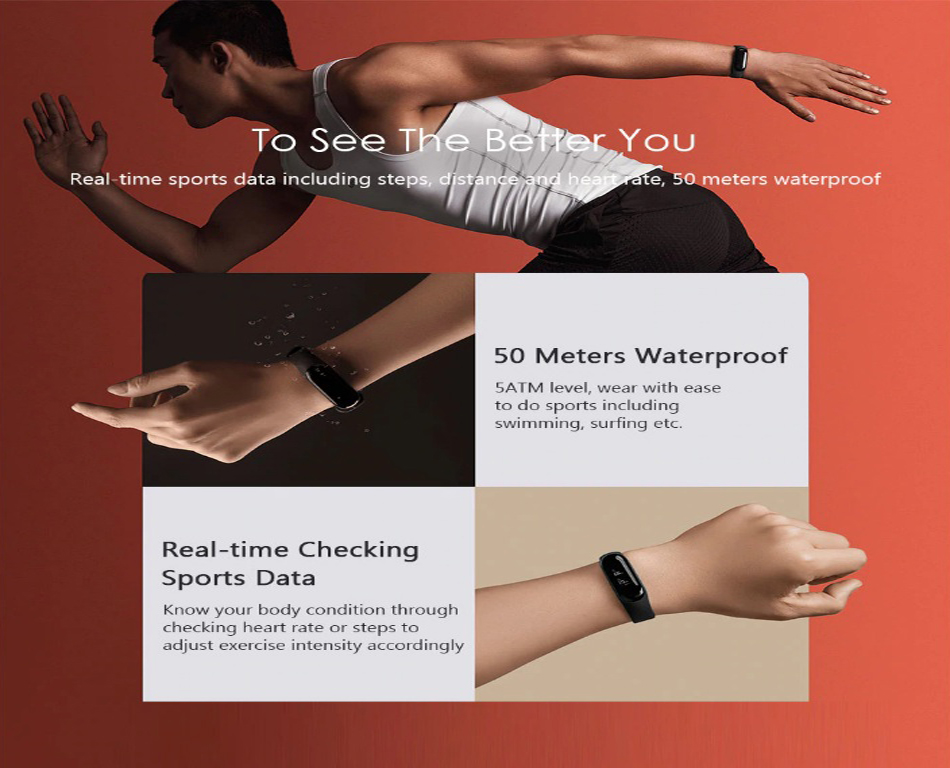 To See The Better You
Real-time sports data including steps, distance and heart rate, 50 meters waterproof
50 Meters Waterproof
5ATM level, wear with ease
to do sports including
swimming, surfing etc.
Real-time Checking
Sports Data
Know your body condition through
checking heart rate or steps to
adjust exercise intensity accordingly